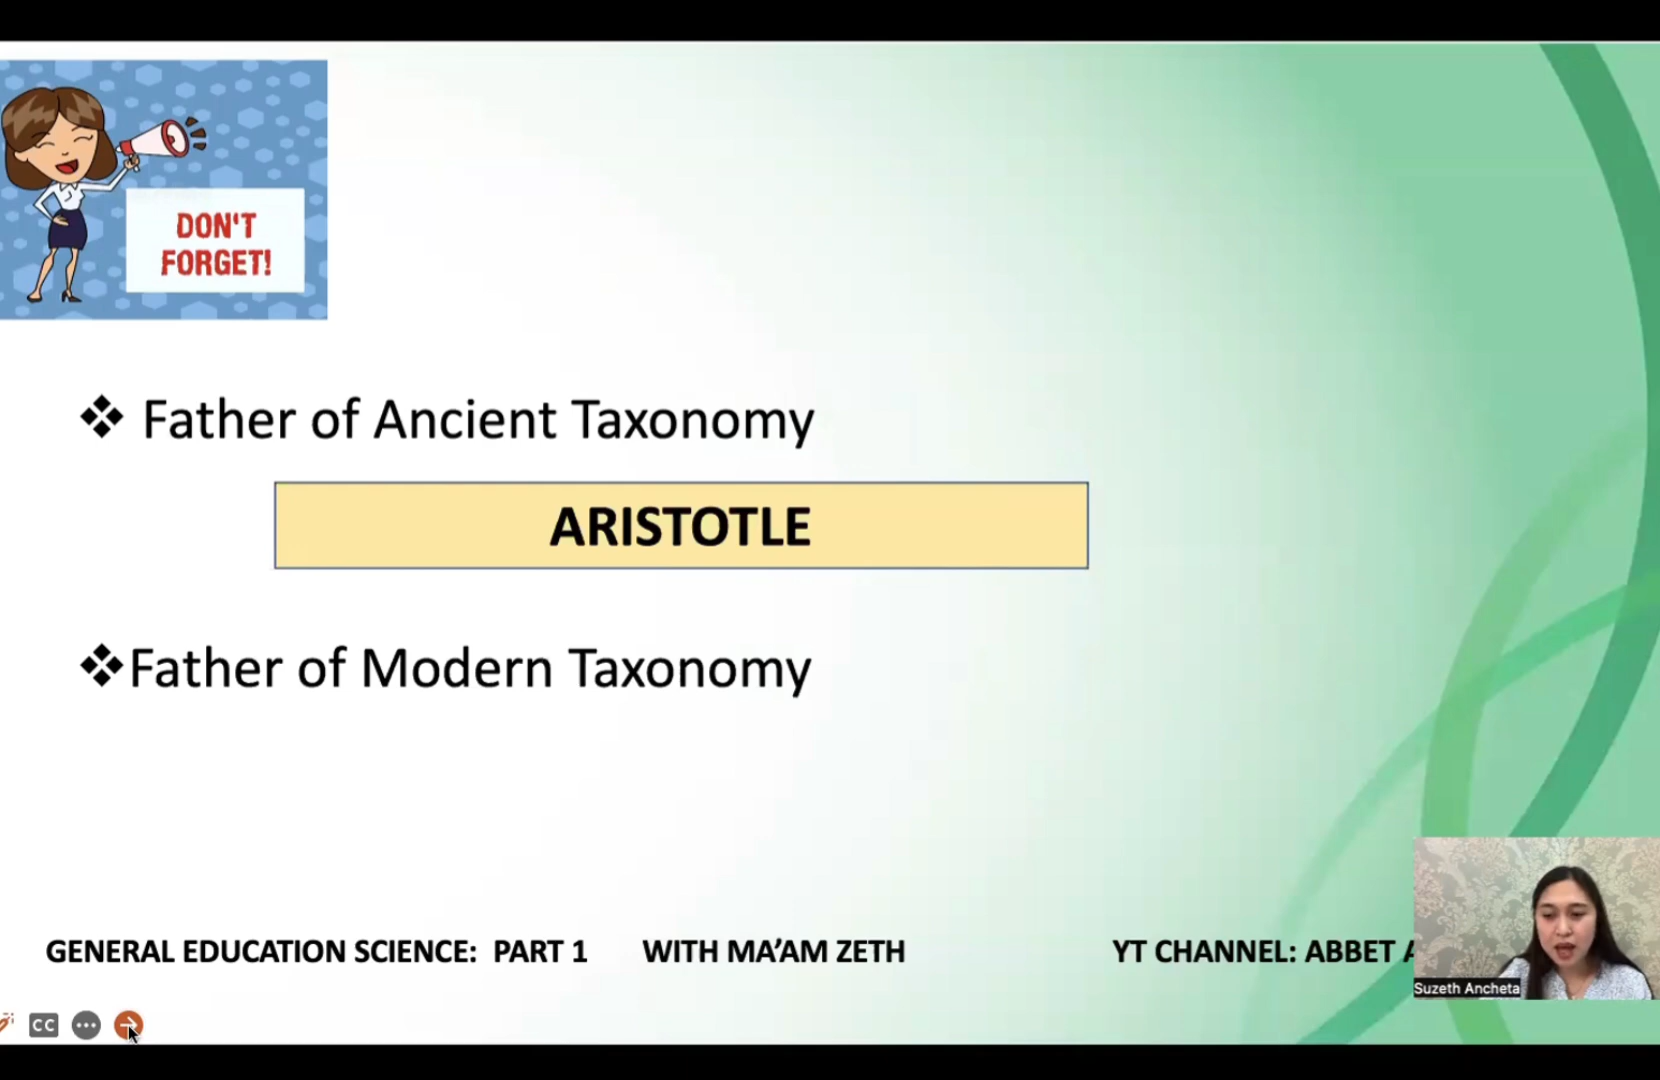 DON'T
FORGET!
❖ Father of Ancient Taxonomy
ARISTOTLE
❖Father of Modern Taxonomy
GENERAL EDUCATION SCIENCE: PART 1 WITH MA’AM ZETH YT CHANNEL: ABBET
Suzeth Ancheta
CC